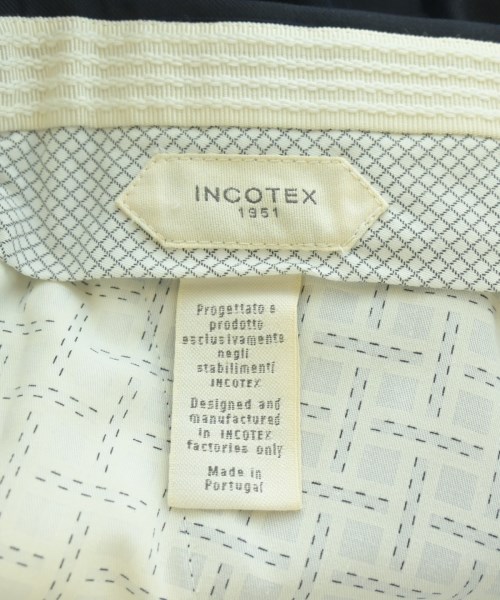 INCOTEX
1951
Progettato e
prodotto
esclusivamente
negli
stabilimenti
INCOTEX
Designed and
manufactured
in INCOTEX
factories only
Made in
Portugal